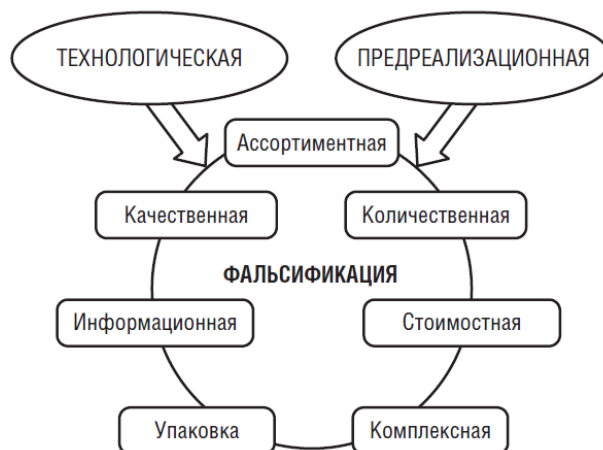 ТЕХНОЛОГИЧЕСКАЯ
ПРЕДРЕАЛИЗАЦИОННАЯ
Ассортиментная
Качественная
Количественная
ФАЛЬСИФИКАЦИЯ
Информационная
Стоимостная
Упаковка
Комплексная